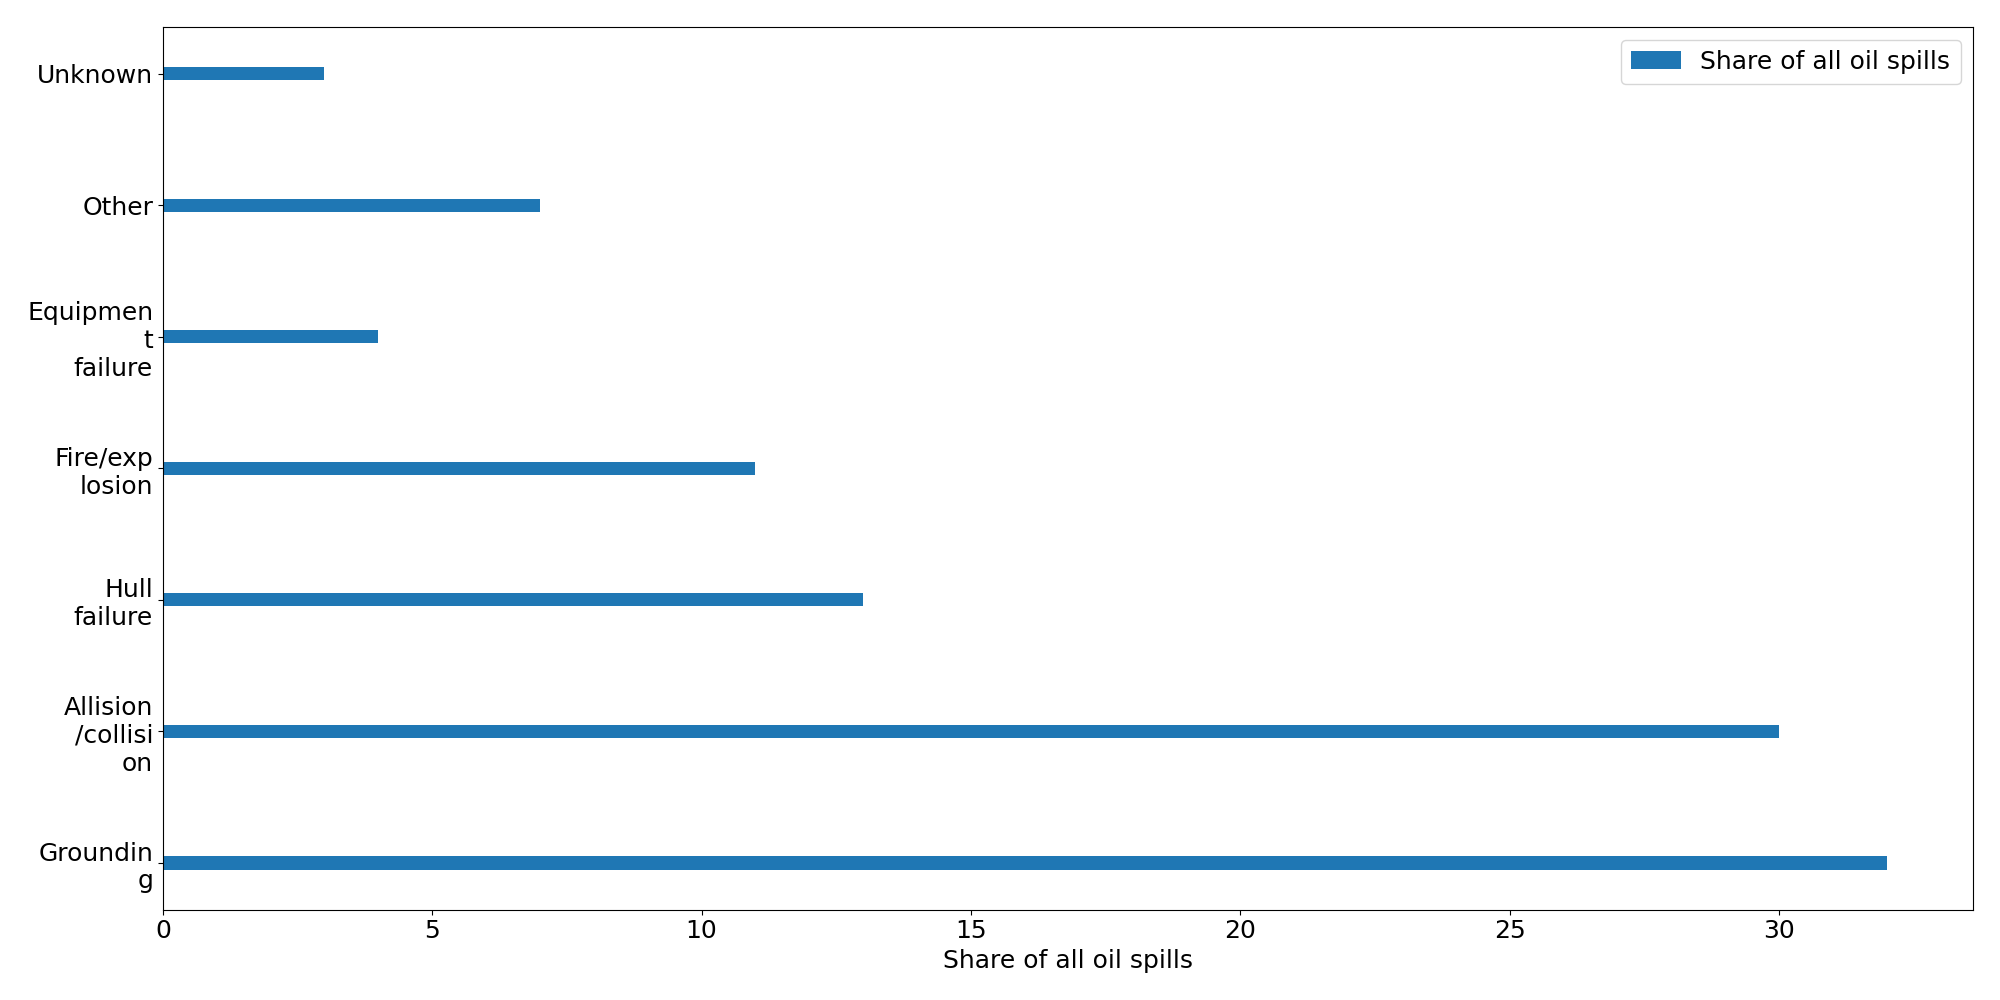 Share of all oil spills
Unknown
Other
Equipmen
t
failure
Fire/exp
losion
Hull
failure
Allision
/collisi
on
Groundin
g
0 5 10 15 20 25 30
Share of all oil spills